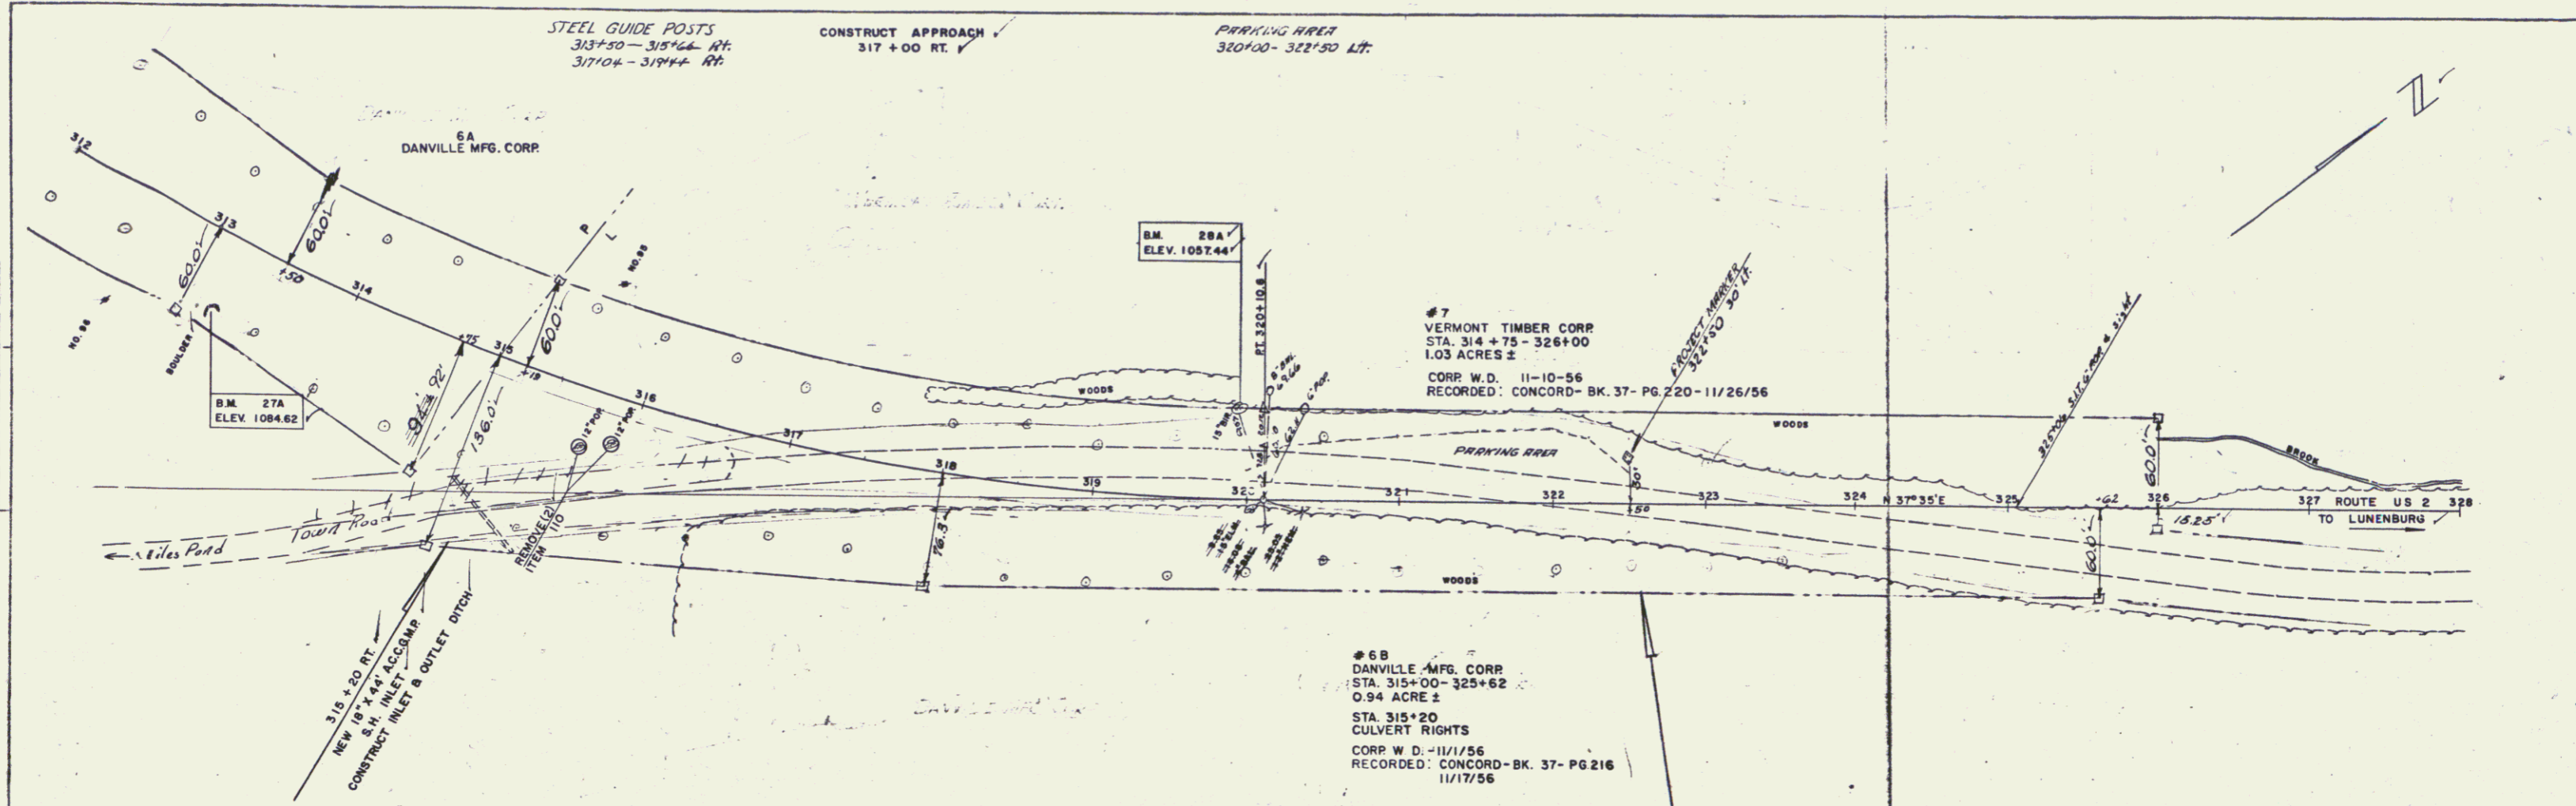 STEEL GUIDE POSTS
313+50 — 315+66 Rt.
317+04 - 319+44 Rt.
CONSTRUCT APPROACH
317 + 00 RT.
PARKING AREA
320+00 - 322+50 Lt.
6A
DANVILLE MFG. CORP.
312
313
60.0'
60.0'
+50
314
P
L
NO. 95
NO. 96
BOULDER
B.M. 27A
ELEV. 1084.62
+75
92'
315
136.0'
+19
60.0'
316
12" POP.
12" POP.
317
318
76.3'
319
WOODS
B.M. 28A
ELEV. 1057.44
P.T. 320+10.8
#7
VERMONT TIMBER CORP.
STA. 314 + 75 - 326+00
1.03 ACRES ±
CORP. W.D. 11-10-56
RECORDED: CONCORD- BK. 37- PG.220-11/26/56
PROJECT MARKER
322+50 30' LT.
PARKING AREA
30'
+50
321
322
323
324
N 37°35'E
325
+62
326
327
ROUTE US 2
328
TO LUNENBURG
15.25'
60.0'
60.0'
WOODS
BROOK
WOODS
Town Road
Miles Pond
REMOVE (2)
ITEM 110
315 + 20 RT.
NEW 18" X 44' A.C.C.G.M.P.
S.H. INLET
CONSTRUCT INLET & OUTLET DITCH
#6B
DANVILLE MFG. CORP.
STA. 315+00-325+62
0.94 ACRE ±
STA. 315+20
CULVERT RIGHTS
CORP. W D.-11/1/56
RECORDED: CONCORD-BK. 37- PG.216
11/17/56